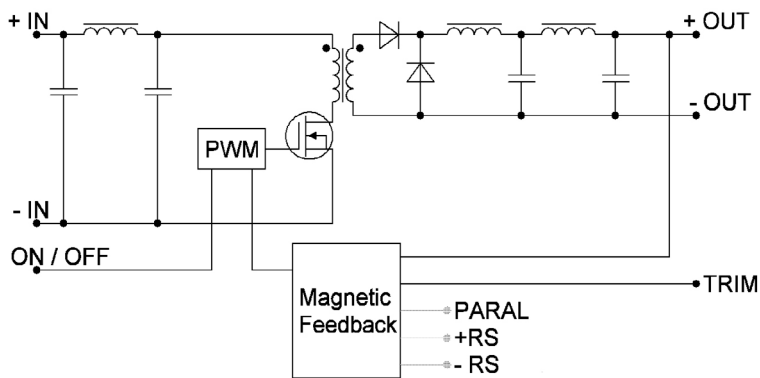 + IN
+ OUT
- OUT
PWM
- IN
ON / OFF
Magnetic
Feedback
TRIM
PARAL
+RS
- RS